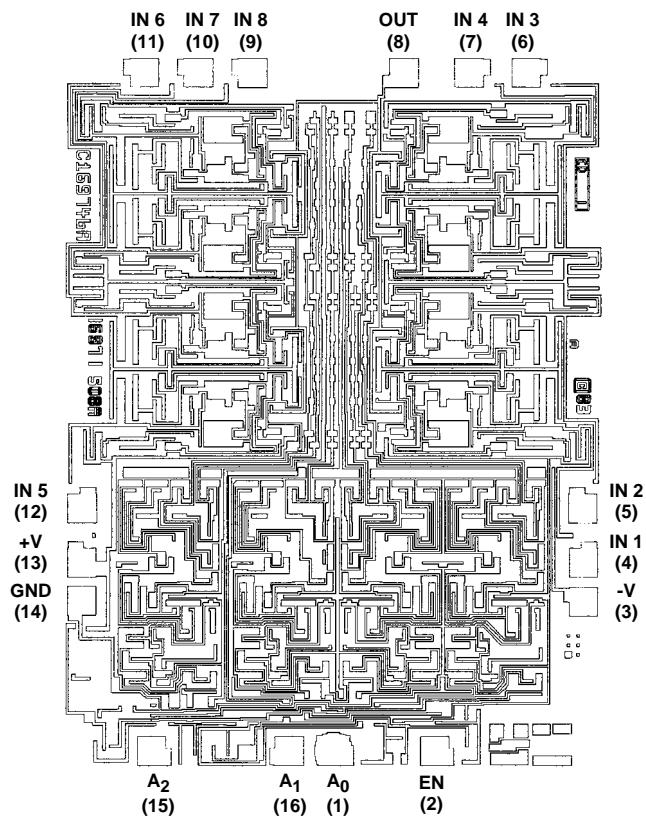 IN 6 IN 7 IN 8 OUT IN 4 IN 3
(11) (10) (9) (8) (7) (6)
IN 5
(12)
+V
(13)
GND
(14)
IN 2
(5)
IN 1
(4)
-V
(3)
A2 A1 A0 EN
(15) (16) (1) (2)